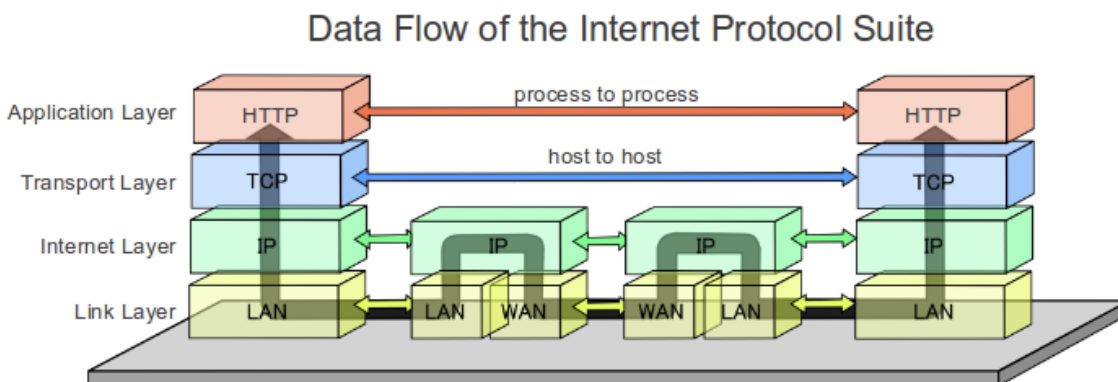 Data Flow of the Internet Protocol Suite
Application Layer HTTP process to process HTTP
Transport Layer TCP host to host TCP
Internet Layer IP IP IP IP
Link Layer LAN LAN WAN WAN LAN LAN